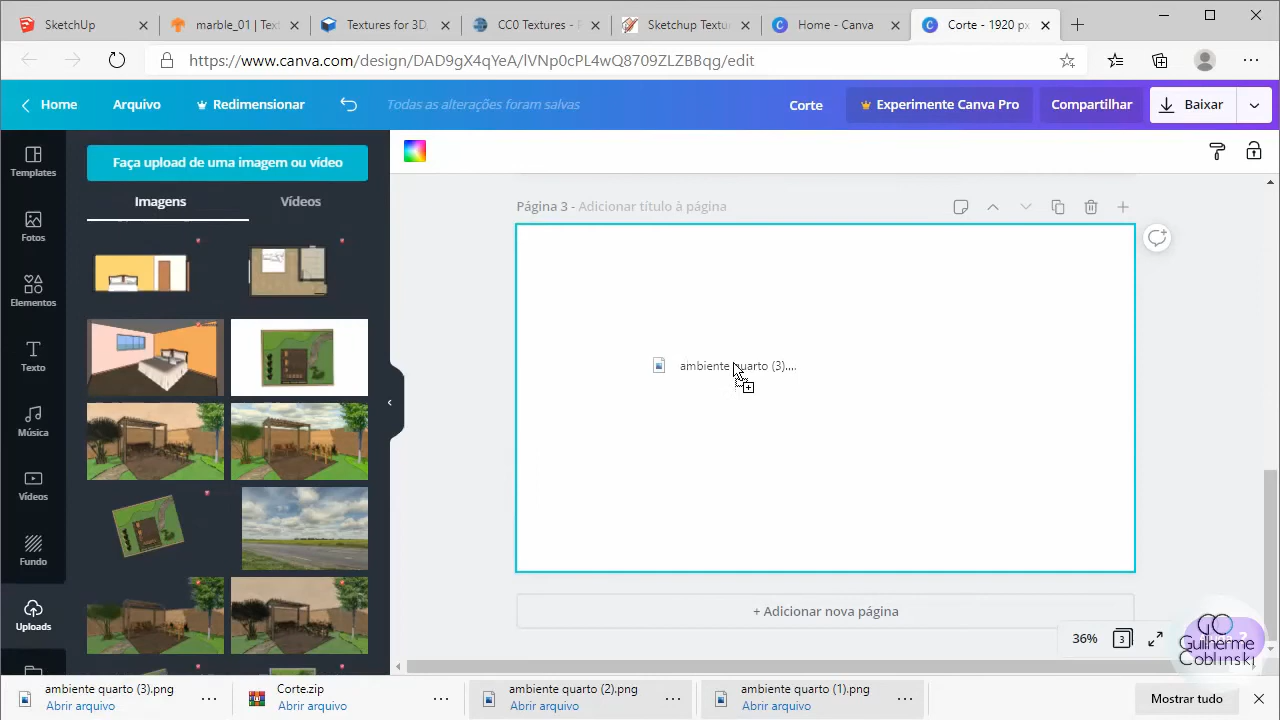 SketchUp
marble_01 | Text
Textures for 3D,
CC0 Textures - F
Sketchup Textu
Home - Canva
Corte - 1920 px
https://www.canva.com/design/DAD9gX4qYeA/lVNp0cPL4wQ8709ZLZBBqg/edit
Home
Arquivo
Redimensionar
Todas as alterações foram salvas
Corte
Experimente Canva Pro
Compartilhar
Baixar
Templates
Fotos
Elementos
Texto
Música
Vídeos
Fundo
Uploads
Faça upload de uma imagem ou vídeo
Imagens
Vídeos
Página 3 - Adicionar título à página
ambiente quarto (3)....
+ Adicionar nova página
36%
3
GC
Guilherme
Coblinski
ambiente quarto (3).png
Abrir arquivo
Corte.zip
Abrir arquivo
ambiente quarto (2).png
Abrir arquivo
ambiente quarto (1).png
Abrir arquivo
Mostrar tudo